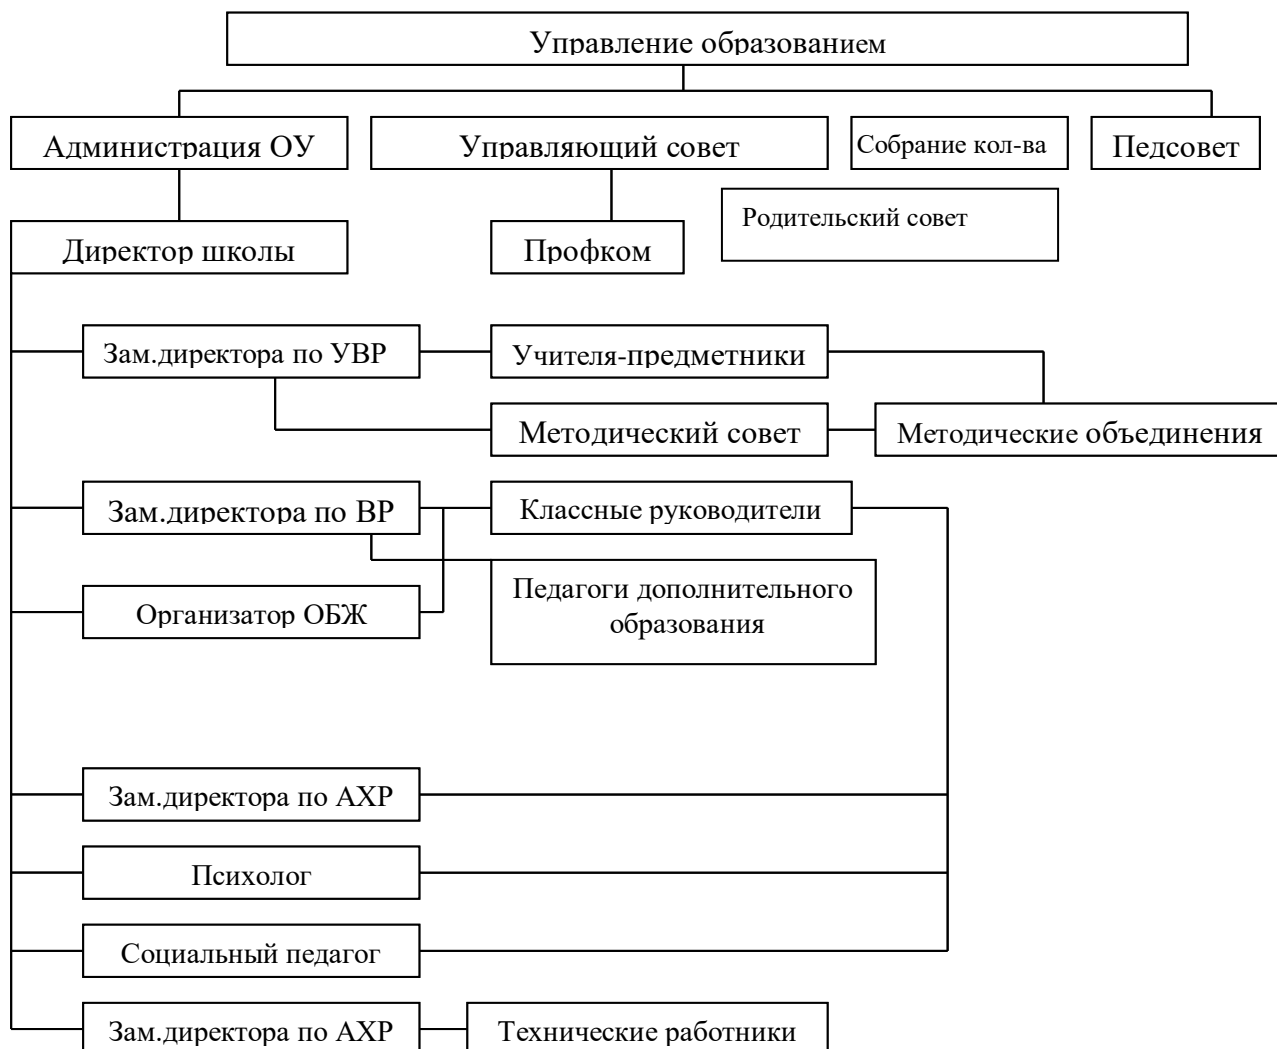 Управление образованием
Администрация ОУ
Управляющий совет
Собрание кол-ва
Педсовет
Родительский совет
Директор школы
Профком
Зам.директора по УВР
Учителя-предметники
Методический совет
Методические объединения
Зам.директора по ВР
Классные руководители
Педагоги дополнительного
образования
Организатор ОБЖ
Зам.директора по АХР
Психолог
Социальный педагог
Зам.директора по АХР
Технические работники